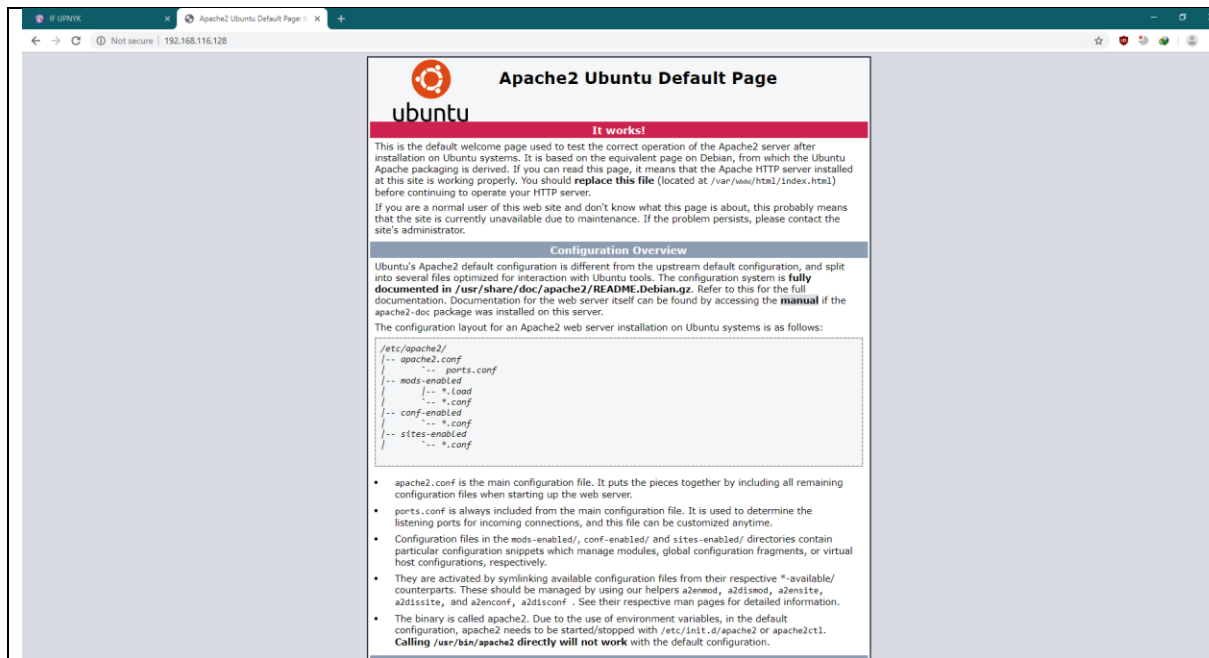 IF UPNYK
Apache2 Ubuntu Default Page: It
Not secure | 192.168.116.128
Apache2 Ubuntu Default Page
ubuntu
It works!
This is the default welcome page used to test the correct operation of the Apache2 server after
installation on Ubuntu systems. It is based on the equivalent page on Debian, from which the Ubuntu
Apache packaging is derived. If you can read this page, it means that the Apache HTTP server installed
at this site is working properly. You should replace this file (located at /var/www/html/index.html)
before continuing to operate your HTTP server.
If you are a normal user of this web site and don't know what this page is about, this probably means
that the site is currently unavailable due to maintenance. If the problem persists, please contact the
site's administrator.
Configuration Overview
Ubuntu's Apache2 default configuration is different from the upstream default configuration, and split
into several files optimized for interaction with Ubuntu tools. The configuration system is fully
documented in /usr/share/doc/apache2/README.Debian.gz. Refer to this for the full
documentation. Documentation for the web server itself can be found by accessing the manual if the
apache2-doc package was installed on this server.
The configuration layout for an Apache2 web server installation on Ubuntu systems is as follows:
/etc/apache2/
|-- apache2.conf
|       `--  ports.conf
|-- mods-enabled
|       |-- *.load
|       `-- *.conf
|-- conf-enabled
|       `-- *.conf
|-- sites-enabled
|       `-- *.conf
• apache2.conf is the main configuration file. It puts the pieces together by including all remaining
configuration files when starting up the web server.
• ports.conf is always included from the main configuration file. It is used to determine the
listening ports for incoming connections, and this file can be customized anytime.
• Configuration files in the mods-enabled/, conf-enabled/ and sites-enabled/ directories contain
particular configuration snippets which manage modules, global configuration fragments, or virtual
host configurations, respectively.
• They are activated by symlinking available configuration files from their respective *-available/
counterparts. These should be managed by using our helpers a2enmod, a2dismod, a2ensite,
a2dissite, and a2enconf, a2disconf . See their respective man pages for detailed information.
• The binary is called apache2. Due to the use of environment variables, in the default
configuration, apache2 needs to be started/stopped with /etc/init.d/apache2 or apache2ctl.
Calling /usr/bin/apache2 directly will not work with the default configuration.